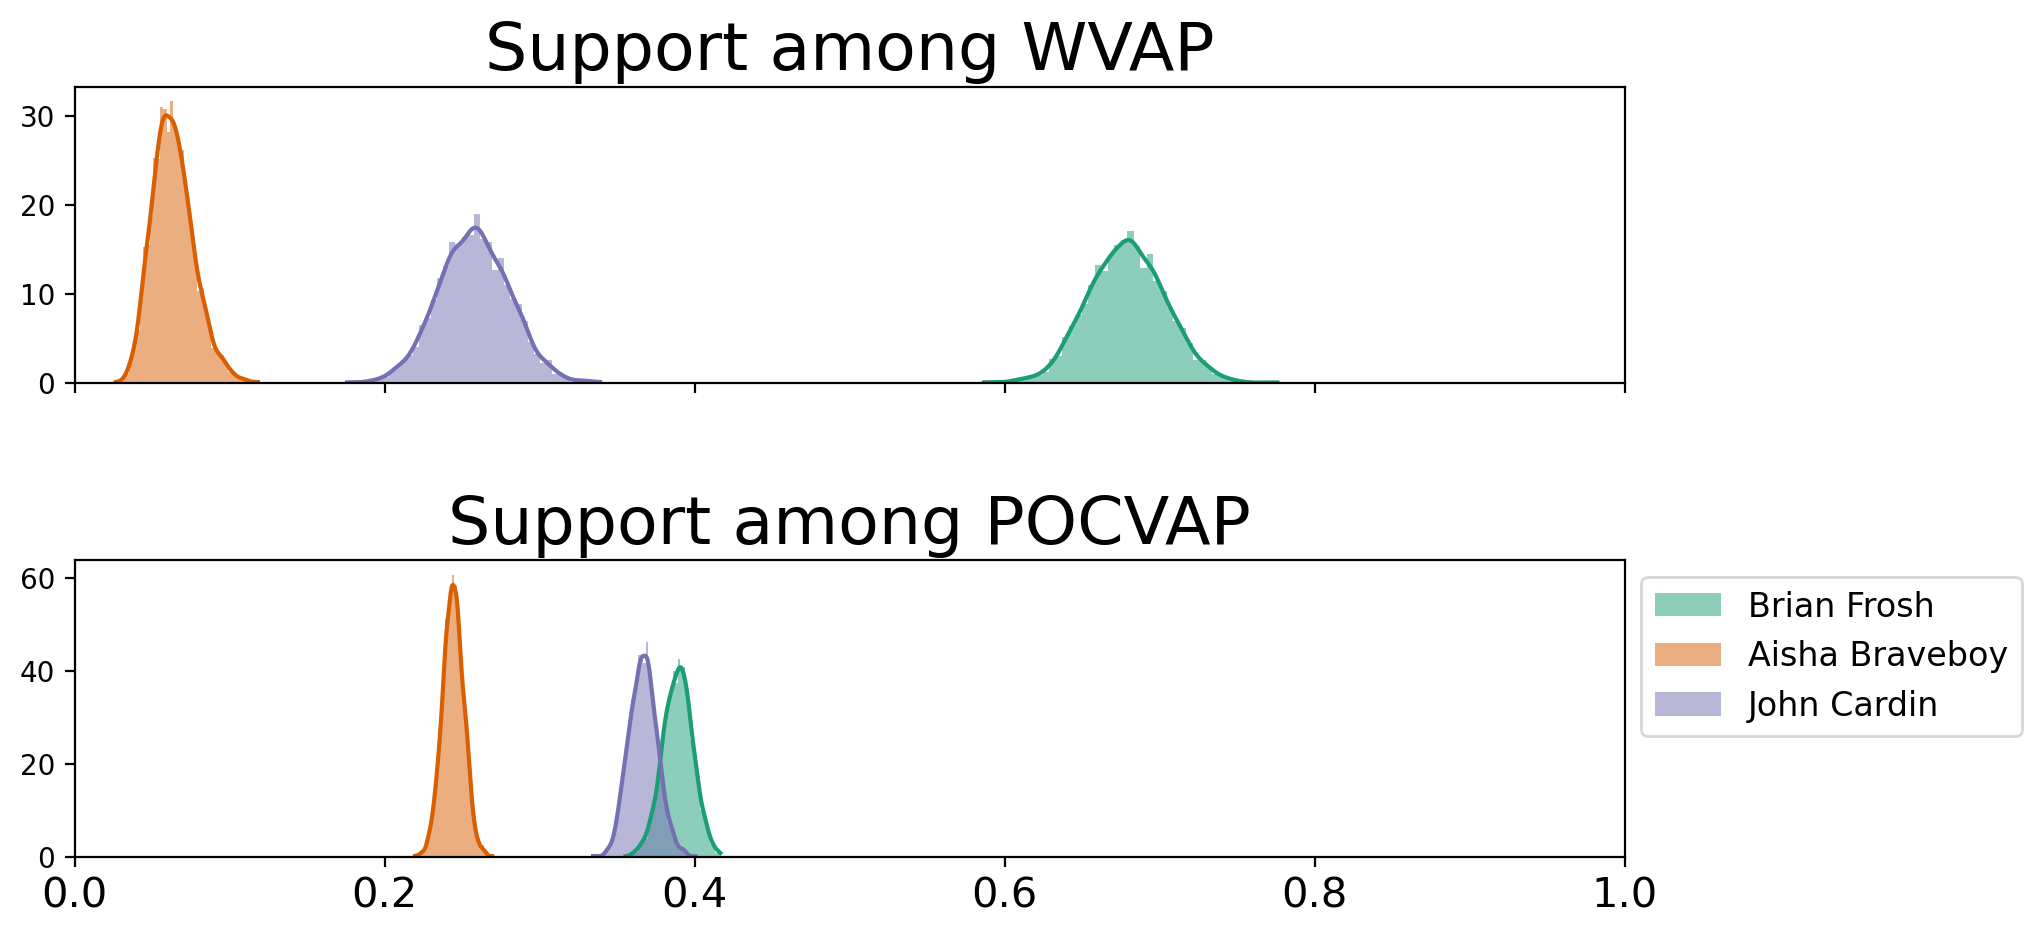 Support among WVAP
30
20
10
0
Support among POCVAP
60
40
20
0
0.0 0.2 0.4 0.6 0.8 1.0
Brian Frosh
Aisha Braveboy
John Cardin